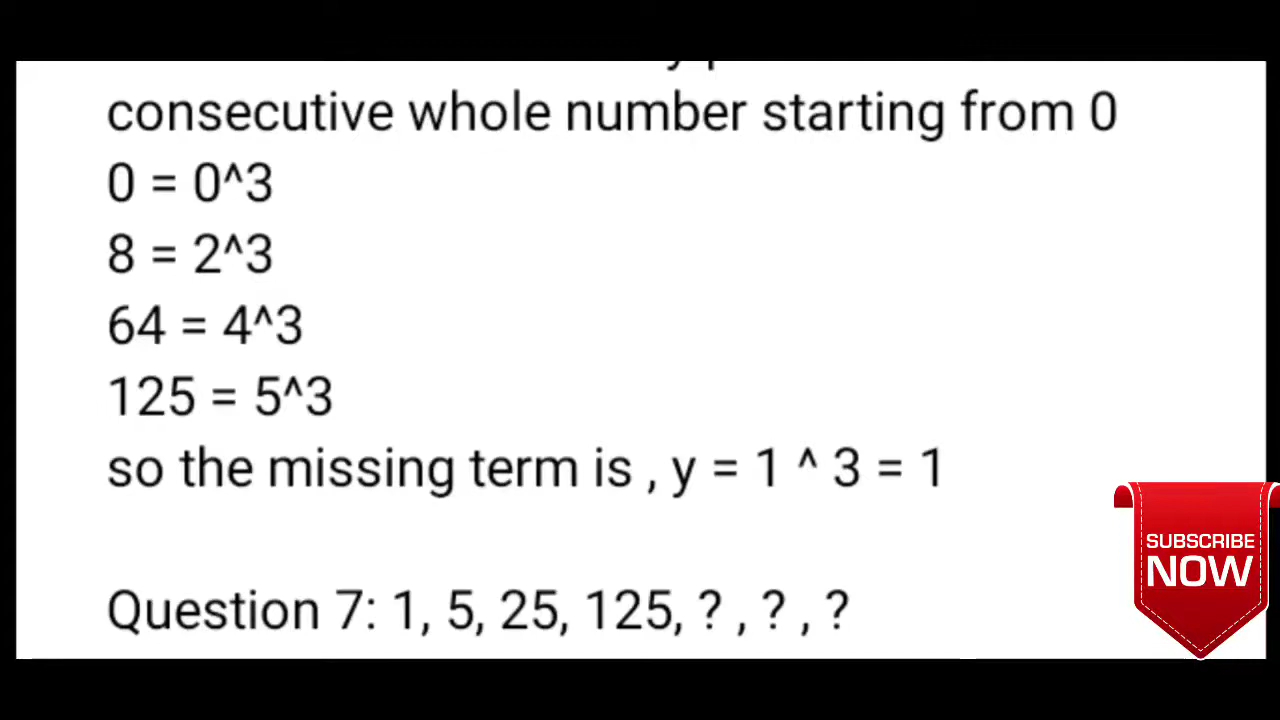 consecutive whole number starting from 0
0 = 0^3
8 = 2^3
64 = 4^3
125 = 5^3
so the missing term is , y = 1 ^ 3 = 1
SUBSCRIBE
NOW
Question 7: 1, 5, 25, 125, ? , ? , ?